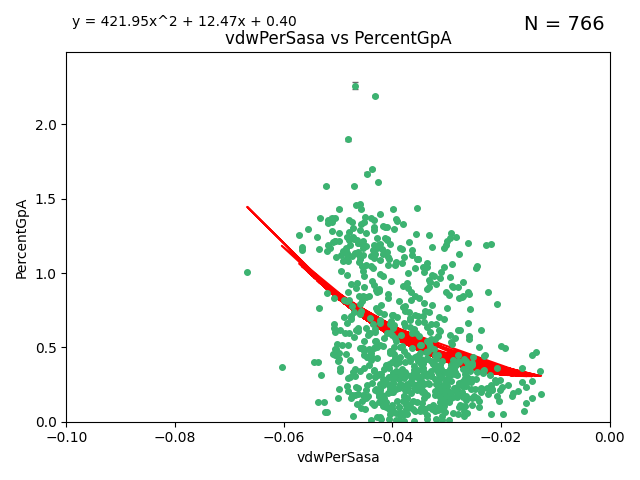 y = 421.95x^2 + 12.47x + 0.40
N = 766
vdwPerSasa vs PercentGpA
PercentGpA
2.0
1.5
1.0
0.5
0.0
−0.10 −0.08 −0.06 −0.04 −0.02 0.00
vdwPerSasa